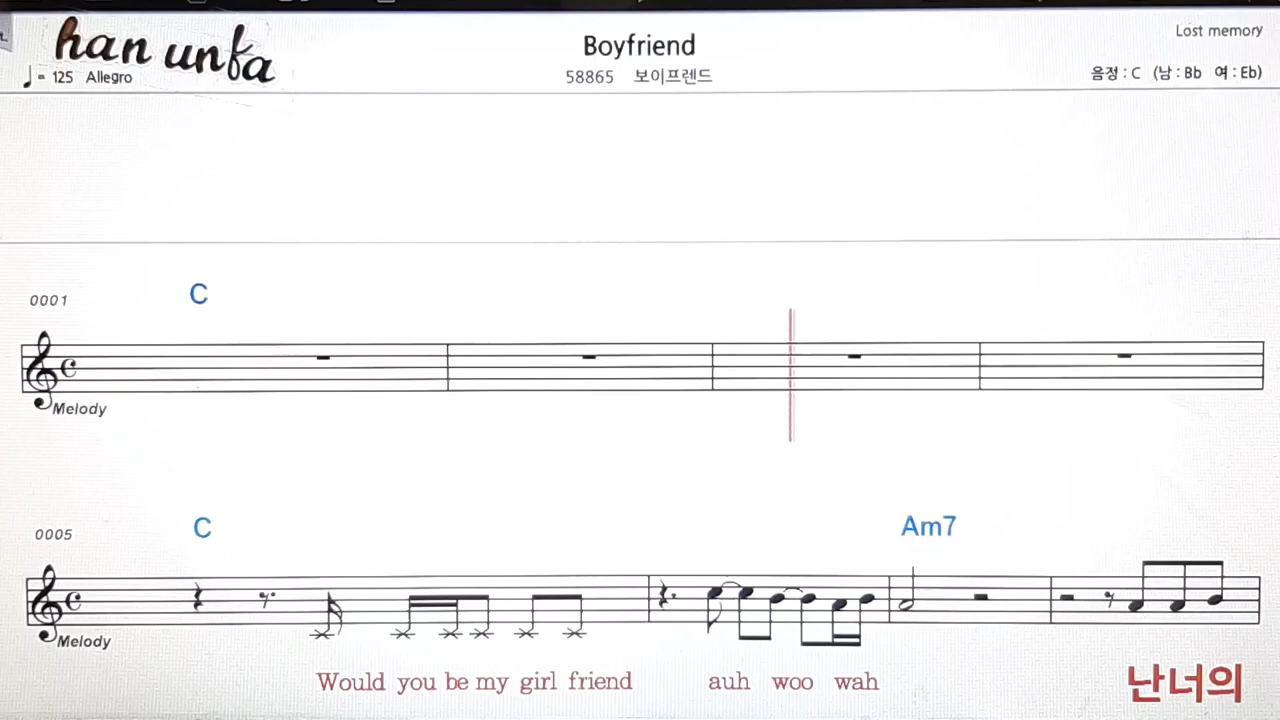 han unfa
Boyfriend
Lost memory
= 125 Allegro
58865 보이프렌드
음정 : C (남 : Bb 여 : Eb)
0001
C
Melody
0005
C
Am7
Melody
Would you be my girl friend auh woo wah
난너의